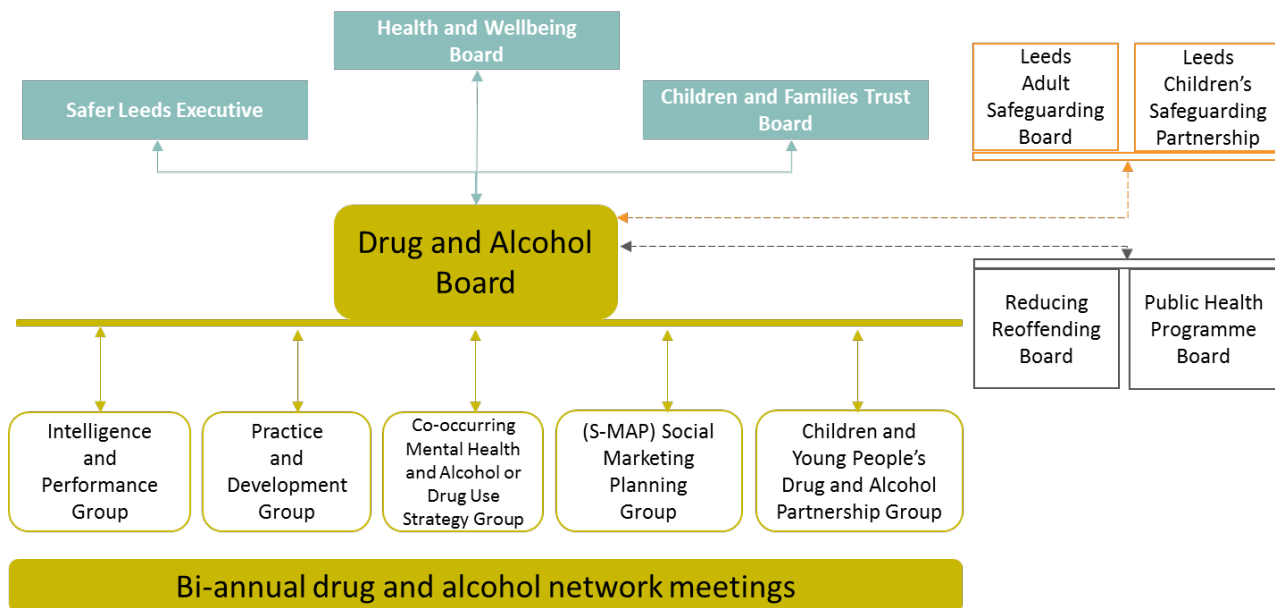 Health and Wellbeing
Board
Safer Leeds Executive
Children and Families Trust
Board
Leeds
Adult
Safeguarding
Board
Leeds
Children’s
Safeguarding
Partnership
Drug and Alcohol
Board
Reducing
Reoffending
Board
Public Health
Programme
Board
Intelligence
and
Performance
Group
Practice
and
Development
Group
Co-occurring
Mental Health
and Alcohol or
Drug Use
Strategy Group
(S-MAP) Social
Marketing
Planning
Group
Children and
Young People’s
Drug and Alcohol
Partnership Group
Bi-annual drug and alcohol network meetings